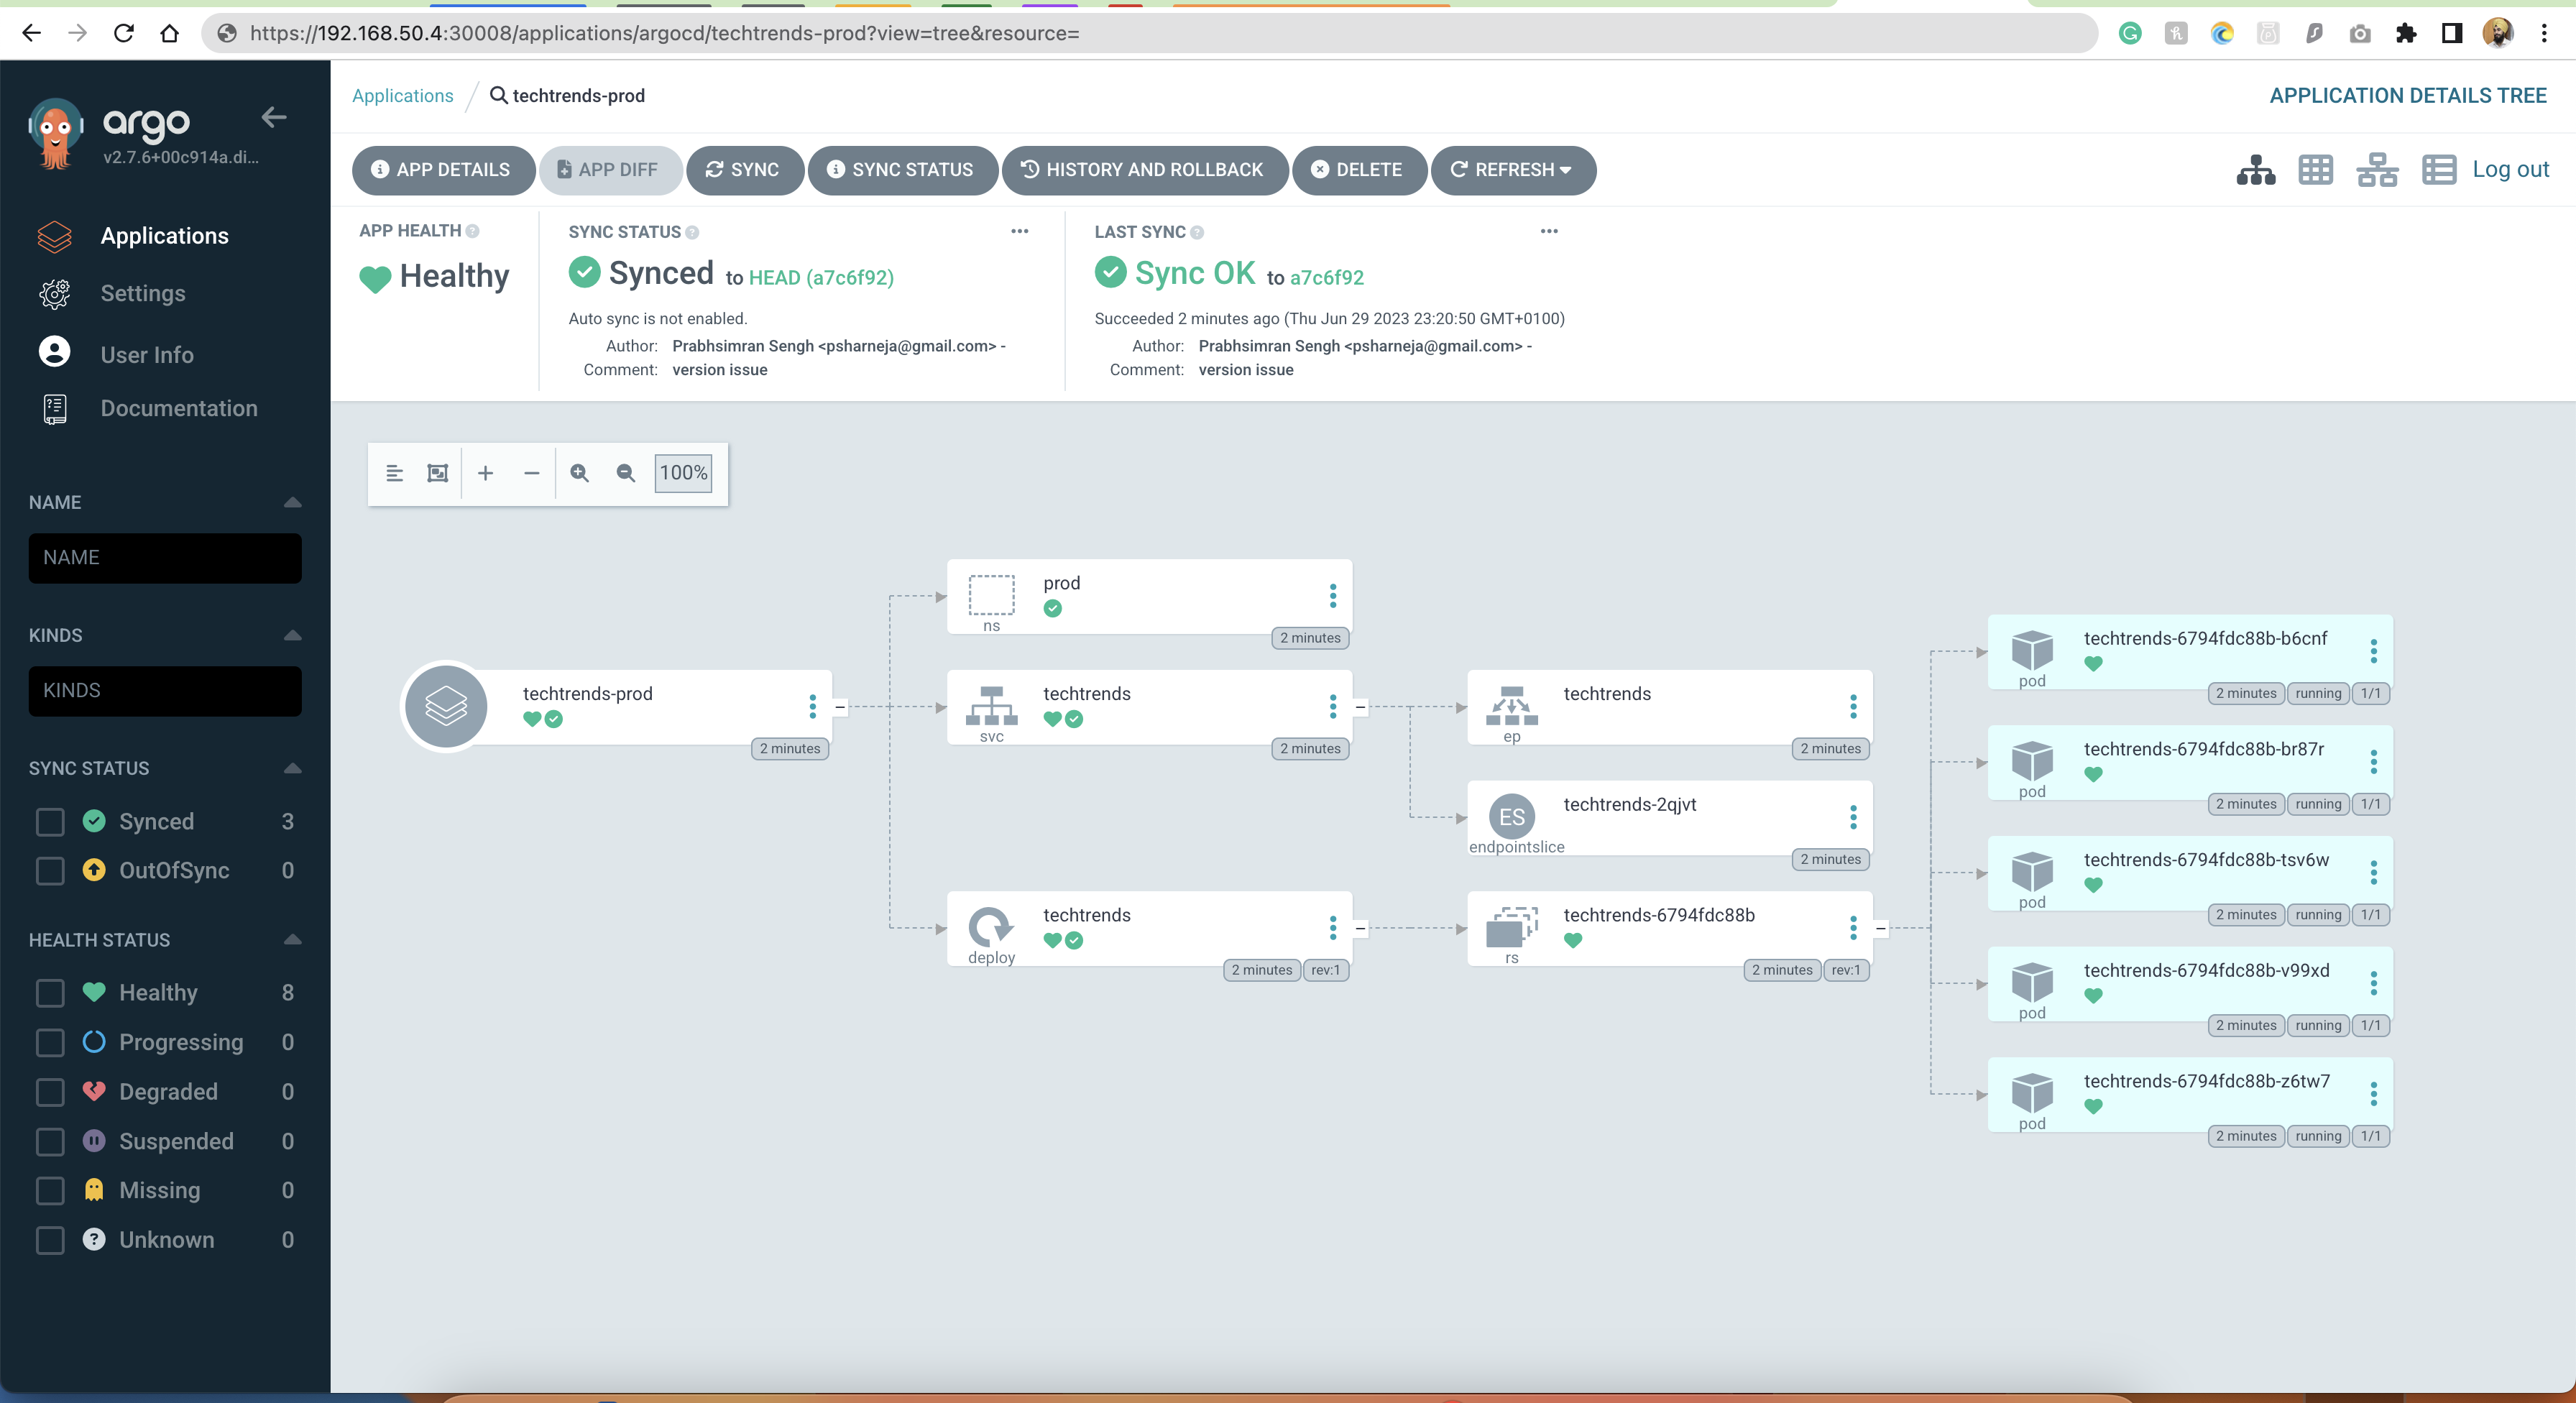 https://192.168.50.4:30008/applications/argocd/techtrends-prod?view=tree&resource=
argo
v2.7.6+00c914a.di...
Applications
Settings
User Info
Documentation
NAME
NAME
KINDS
KINDS
SYNC STATUS
Synced 3
OutOfSync 0
HEALTH STATUS
Healthy 8
Progressing 0
Degraded 0
Suspended 0
Missing 0
Unknown 0
Applications / techtrends-prod
APPLICATION DETAILS TREE
APP DETAILS APP DIFF SYNC SYNC STATUS HISTORY AND ROLLBACK DELETE REFRESH
Log out
APP HEALTH
Healthy
SYNC STATUS
Synced to HEAD (a7c6f92)
Auto sync is not enabled.
Author: Prabhsimran Singh <psharneja@gmail.com> -
Comment: version issue
LAST SYNC
Sync OK to a7c6f92
Succeeded 2 minutes ago (Thu Jun 29 2023 23:20:50 GMT+0100)
Author: Prabhsimran Singh <psharneja@gmail.com> -
Comment: version issue
100%
techtrends-prod
2 minutes
prod
ns
2 minutes
techtrends
svc
2 minutes
techtrends
deploy
2 minutes rev:1
techtrends
ep
2 minutes
techtrends-2qjvt
ES
endpointslice
2 minutes
techtrends-6794fdc88b
rs
2 minutes rev:1
techtrends-6794fdc88b-b6cnf
pod
2 minutes running 1/1
techtrends-6794fdc88b-br87r
pod
2 minutes running 1/1
techtrends-6794fdc88b-tsv6w
pod
2 minutes running 1/1
techtrends-6794fdc88b-v99xd
pod
2 minutes running 1/1
techtrends-6794fdc88b-z6tw7
pod
2 minutes running 1/1